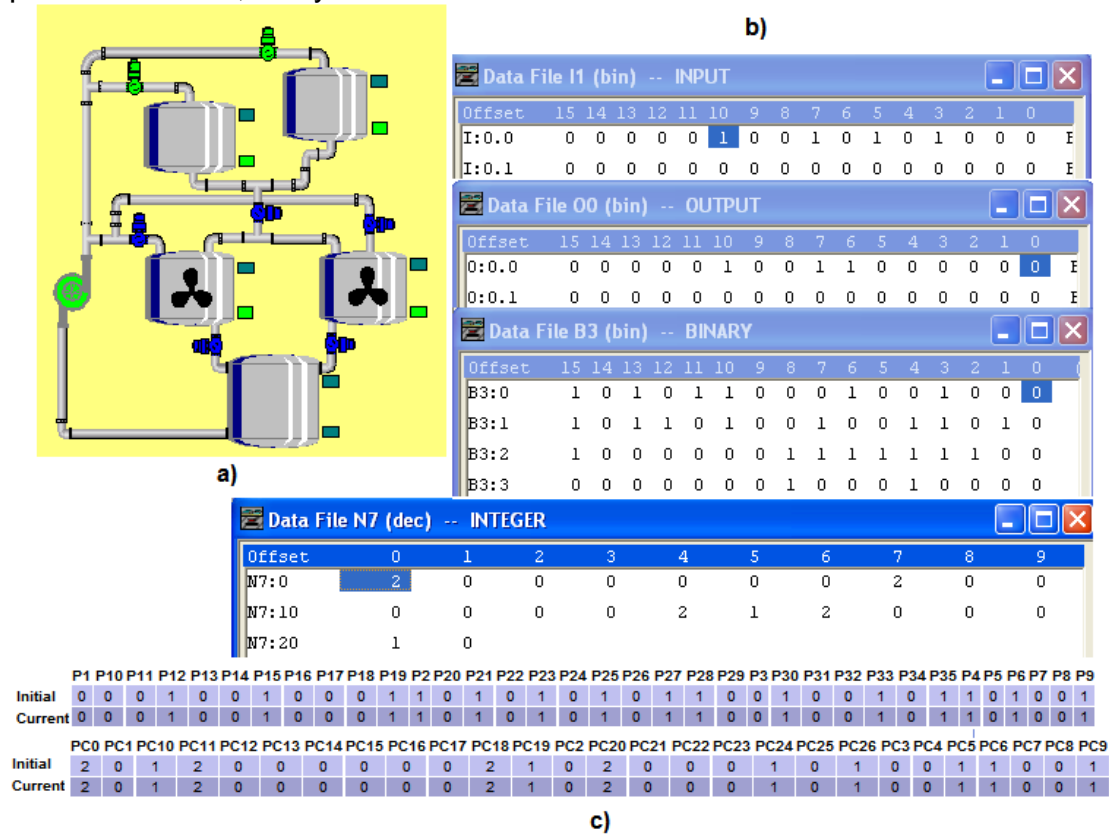 b)
Data File I1 (bin) -- INPUT
Offset 15 14 13 12 11 10 9 8 7 6 5 4 3 2 1 0
I:0.0 0 0 0 0 0 1 0 0 1 0 1 0 1 0 0 0
I:0.1 0 0 0 0 0 0 0 0 0 0 0 0 0 0 0 0
Data File O0 (bin) -- OUTPUT
Offset 15 14 13 12 11 10 9 8 7 6 5 4 3 2 1 0
O:0.0 0 0 0 0 0 1 0 0 1 1 0 0 0 0 0 0
O:0.1 0 0 0 0 0 0 0 0 0 0 0 0 0 0 0 0
Data File B3 (bin) -- BINARY
Offset 15 14 13 12 11 10 9 8 7 6 5 4 3 2 1 0
B3:0 1 0 1 0 1 1 0 0 0 1 0 0 1 0 0 0
B3:1 1 0 1 1 0 1 0 0 1 0 0 1 1 0 1 0
B3:2 1 0 0 0 0 0 0 1 1 1 1 1 1 1 0 0
B3:3 0 0 0 0 0 0 0 1 0 0 0 1 0 0 0 0
a)
Data File N7 (dec) -- INTEGER
Offset 0 1 2 3 4 5 6 7 8 9
N7:0 2 0 0 0 0 0 0 2 0 0
N7:10 0 0 0 0 2 1 2 0 0 0
N7:20 1 0
P1 P10 P11 P12 P13 P14 P15 P16 P17 P18 P19 P2 P20 P21 P22 P23 P24 P25 P26 P27 P28 P29 P3 P30 P31 P32 P33 P34 P35 P4 P5 P6 P7 P8 P9
Initial 0 0 0 1 0 0 1 0 0 0 1 1 0 1 0 1 0 1 0 1 1 0 0 1 0 0 1 0 1 1 0 1 0 0 1
Current 0 0 0 1 0 0 1 0 0 0 1 1 0 1 0 1 0 1 0 1 1 0 0 1 0 0 1 0 1 1 0 1 0 0 1
PC0 PC1 PC10 PC11 PC12 PC13 PC14 PC15 PC16 PC17 PC18 PC19 PC2 PC20 PC21 PC22 PC23 PC24 PC25 PC26 PC3 PC4 PC5 PC6 PC7 PC8 PC9
Initial 2 0 1 2 0 0 0 0 0 0 2 1 0 2 0 0 0 1 0 1 0 0 1 1 0 0 1
Current 2 0 1 2 0 0 0 0 0 0 2 1 0 2 0 0 0 1 0 1 0 0 1 1 0 0 1
c)